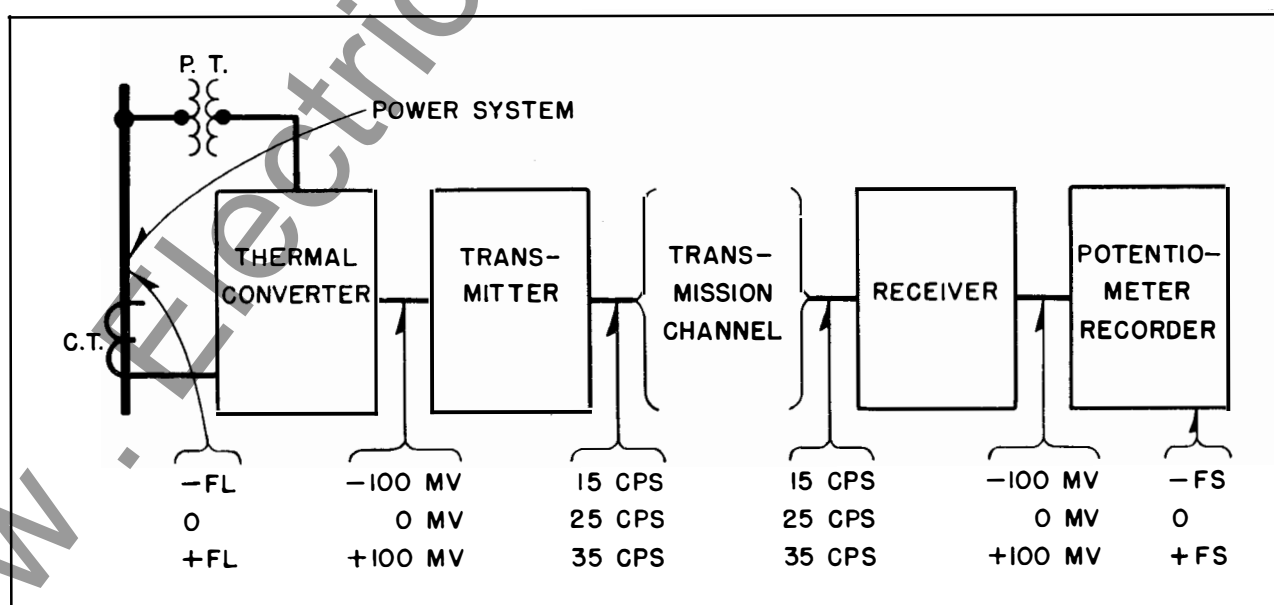 P. T.
POWER SYSTEM
THERMAL
CONVERTER
TRANS-
MITTER
TRANS-
MISSION
CHANNEL
RECEIVER
POTENTIO-
METER
RECORDER
C.T.
-FL -100 MV 15 CPS 15 CPS -100 MV -FS
0 0 MV 25 CPS 25 CPS 0 MV 0
+FL +100 MV 35 CPS 35 CPS +100 MV +FS
w . Electric